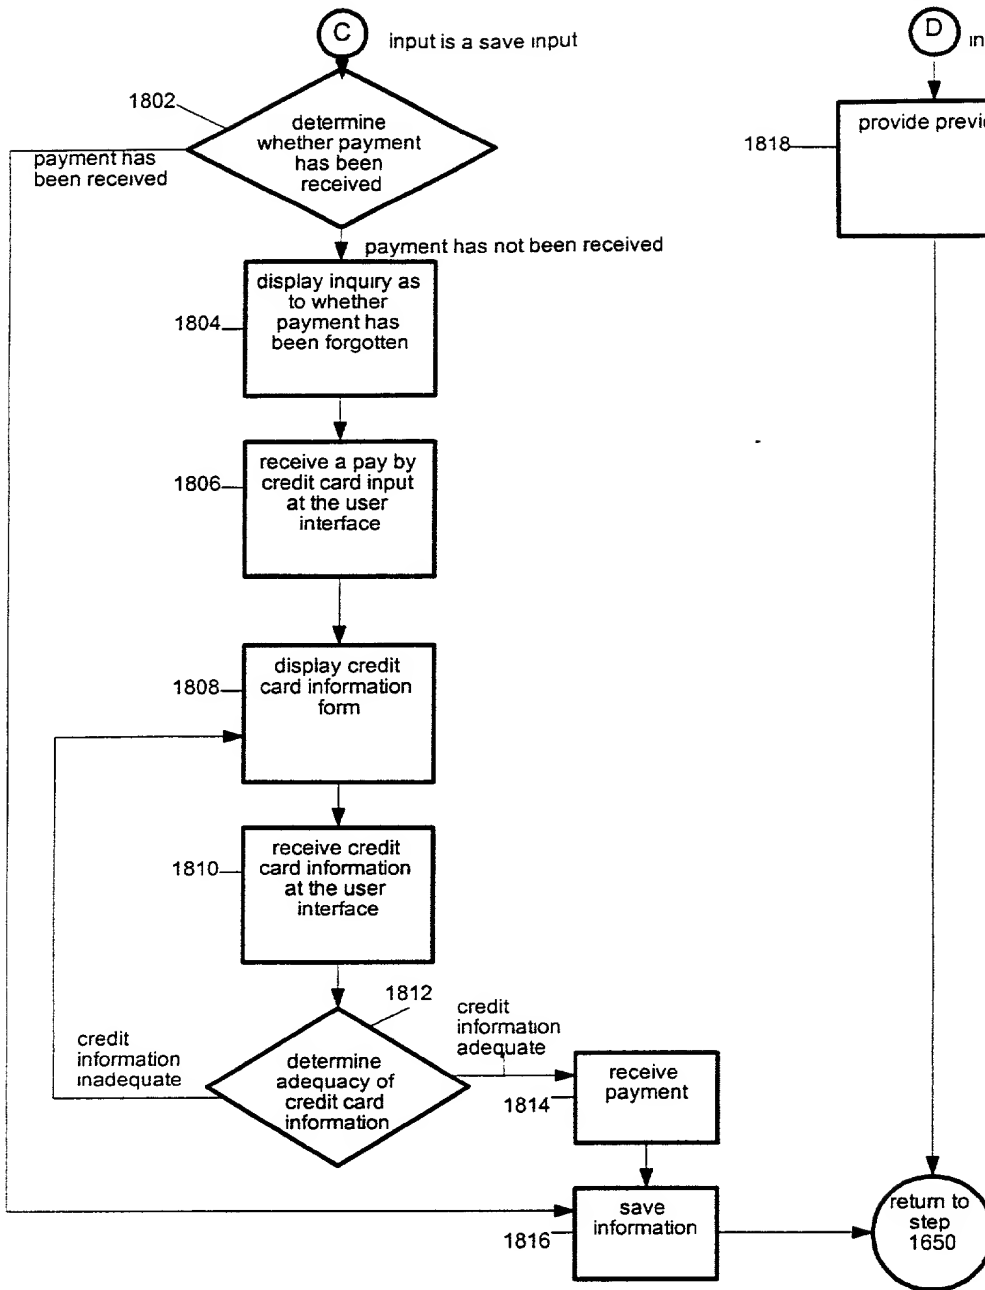 C
input is a save input
1802
determine
whether payment
has been
received
payment has
been received
payment has not been received
display inquiry as
to whether
payment has
been forgotten
1804
receive a pay by
credit card input
at the user
interface
1806
display credit
card information
form
1808
receive credit
card information
at the user
interface
1810
1812
determine
adequacy of
credit card
information
credit
information
inadequate
credit
information
adequate
receive
payment
1814
save
information
1816
D
provide
1818
return to
step
1650